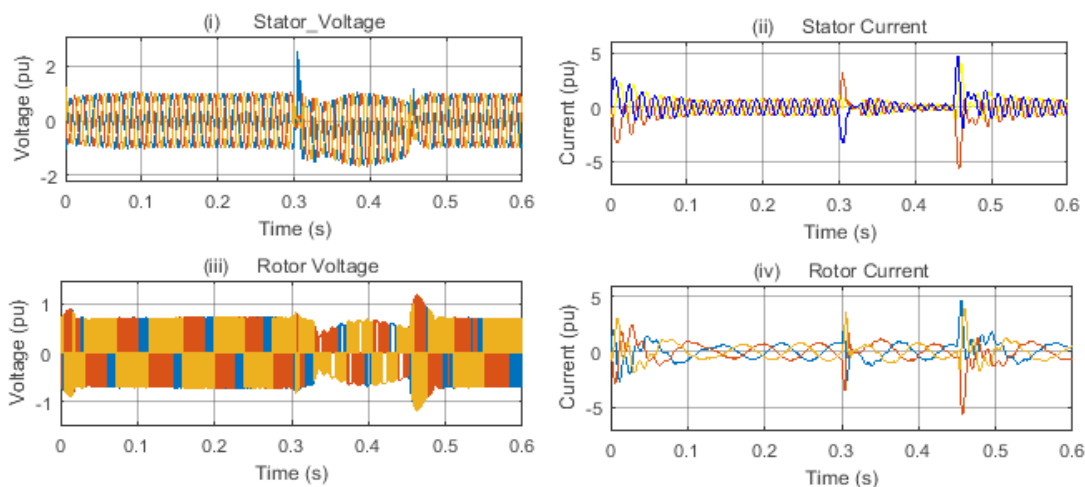 (i) Stator_Voltage
Voltage (pu)
2
0
-2
0 0.1 0.2 0.3 0.4 0.5 0.6
Time (s)
(ii) Stator Current
Current (pu)
5
0
-5
0 0.1 0.2 0.3 0.4 0.5 0.6
Time (s)
(iii) Rotor Voltage
Voltage (pu)
1
0
-1
0 0.1 0.2 0.3 0.4 0.5 0.6
Time (s)
(iv) Rotor Current
Current (pu)
5
0
-5
0 0.1 0.2 0.3 0.4 0.5 0.6
Time (s)